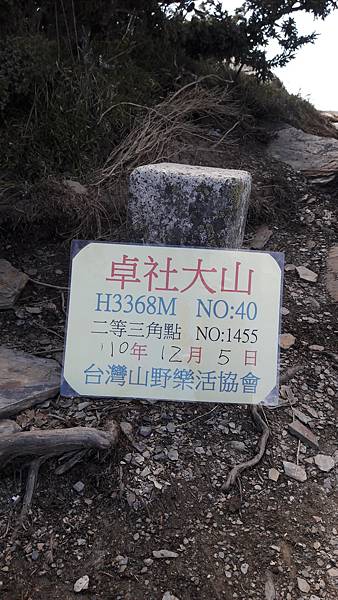 卓社大山
H3368M NO:40
二等三角點 NO:1455
110年 12月 5日
台灣山野樂活協會